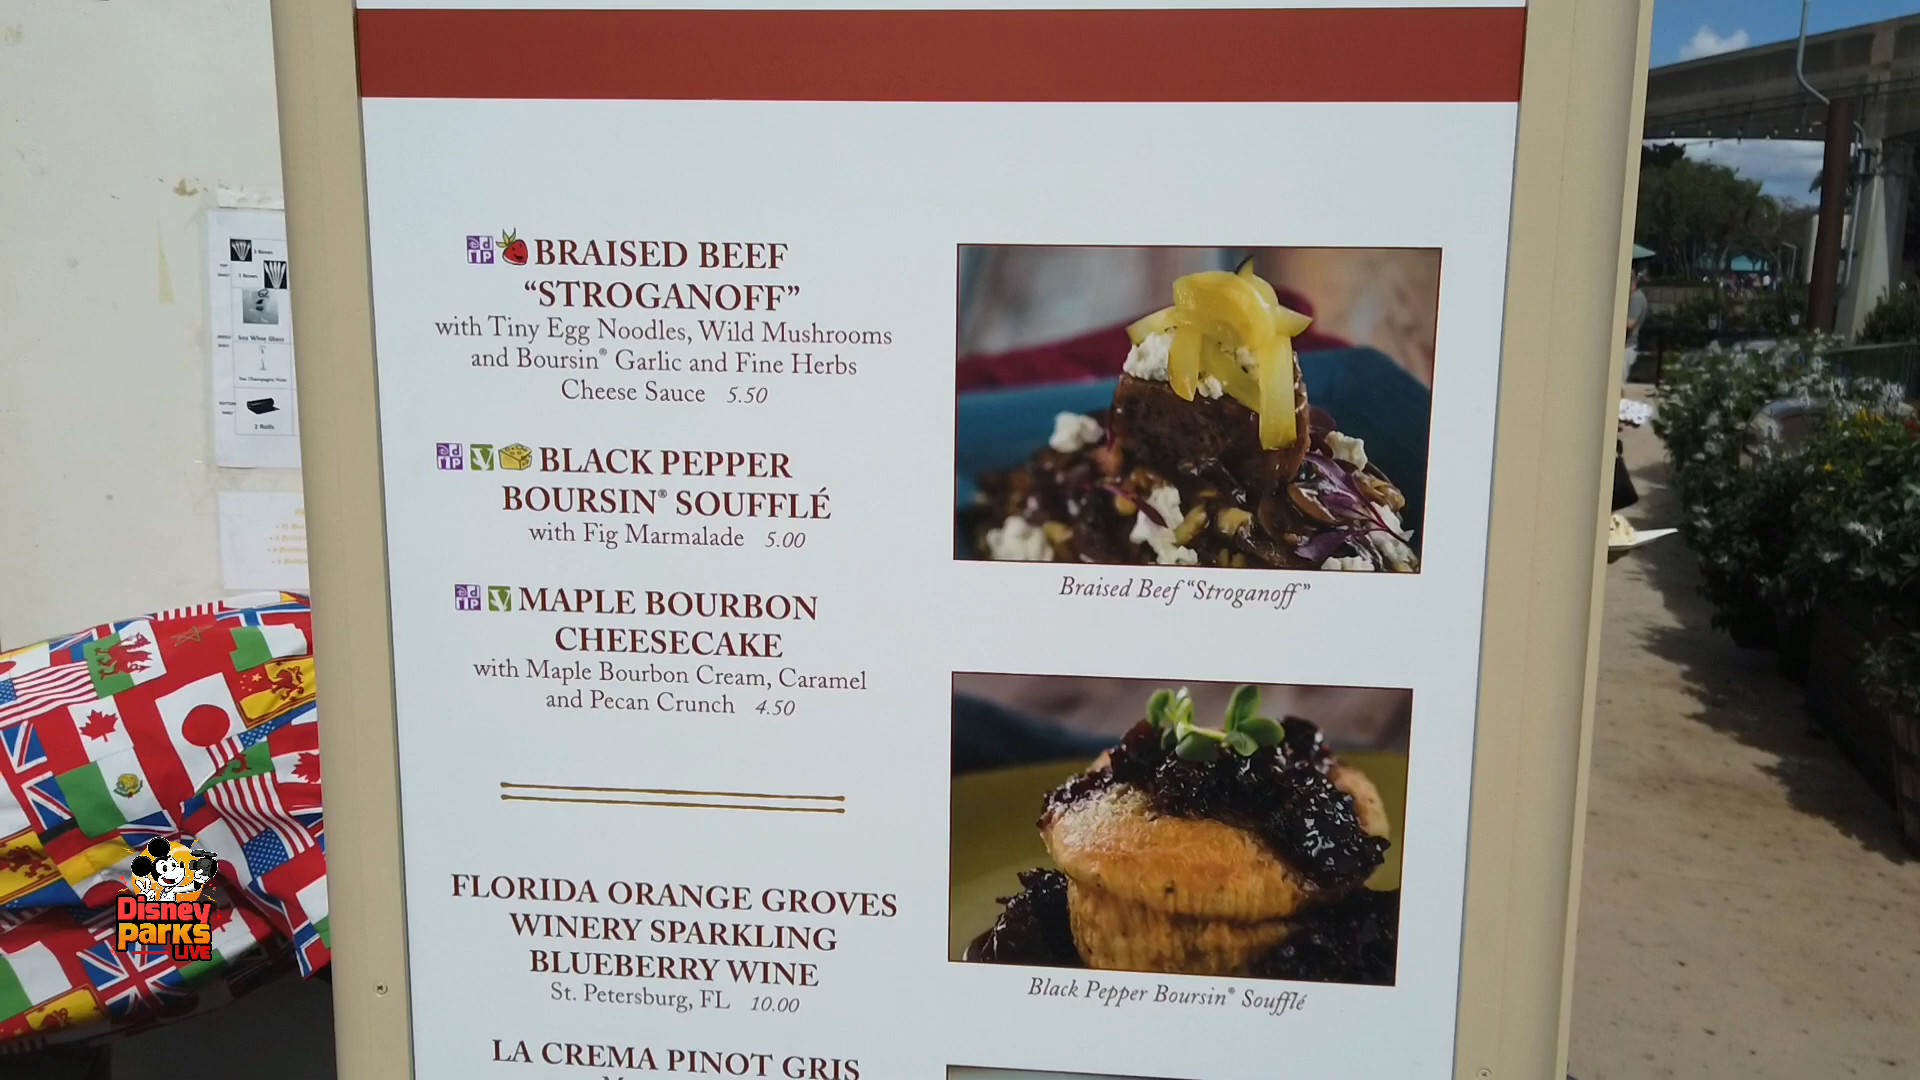 BRAISED BEEF
“STROGANOFF”
with Tiny Egg Noodles, Wild Mushrooms
and Boursin® Garlic and Fine Herbs
Cheese Sauce 5.50
BLACK PEPPER
BOURSIN® SOUFFLÉ
with Fig Marmalade 5.00
MAPLE BOURBON
CHEESECAKE
with Maple Bourbon Cream, Caramel
and Pecan Crunch 4.50
FLORIDA ORANGE GROVES
WINERY SPARKLING
BLUEBERRY WINE
St. Petersburg, FL 10.00
LA CREMA PINOT GRIS
Braised Beef “Stroganoff”
Black Pepper Boursin® Soufflé
2 Rolls
Disney
Parks
LIVE